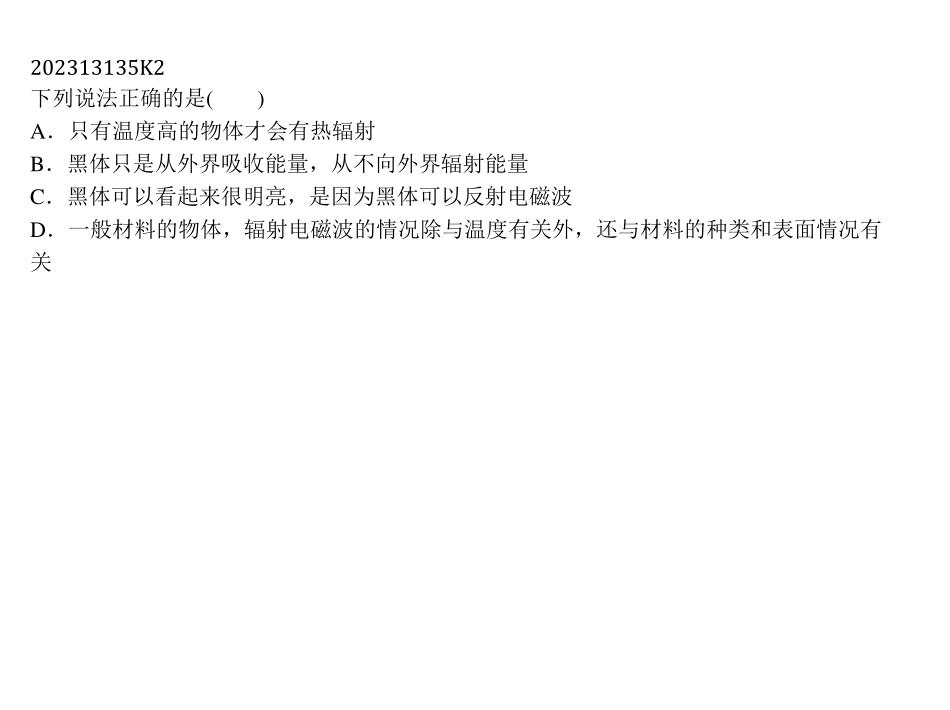 202313135K2
下列说法正确的是(　　)
A．只有温度高的物体才会有热辐射
B．黑体只是从外界吸收能量，从不向外界辐射能量
C．黑体可以看起来很明亮，是因为黑体可以反射电磁波
D．一般材料的物体，辐射电磁波的情况除与温度有关外，还与材料的种类和表面情况有
关